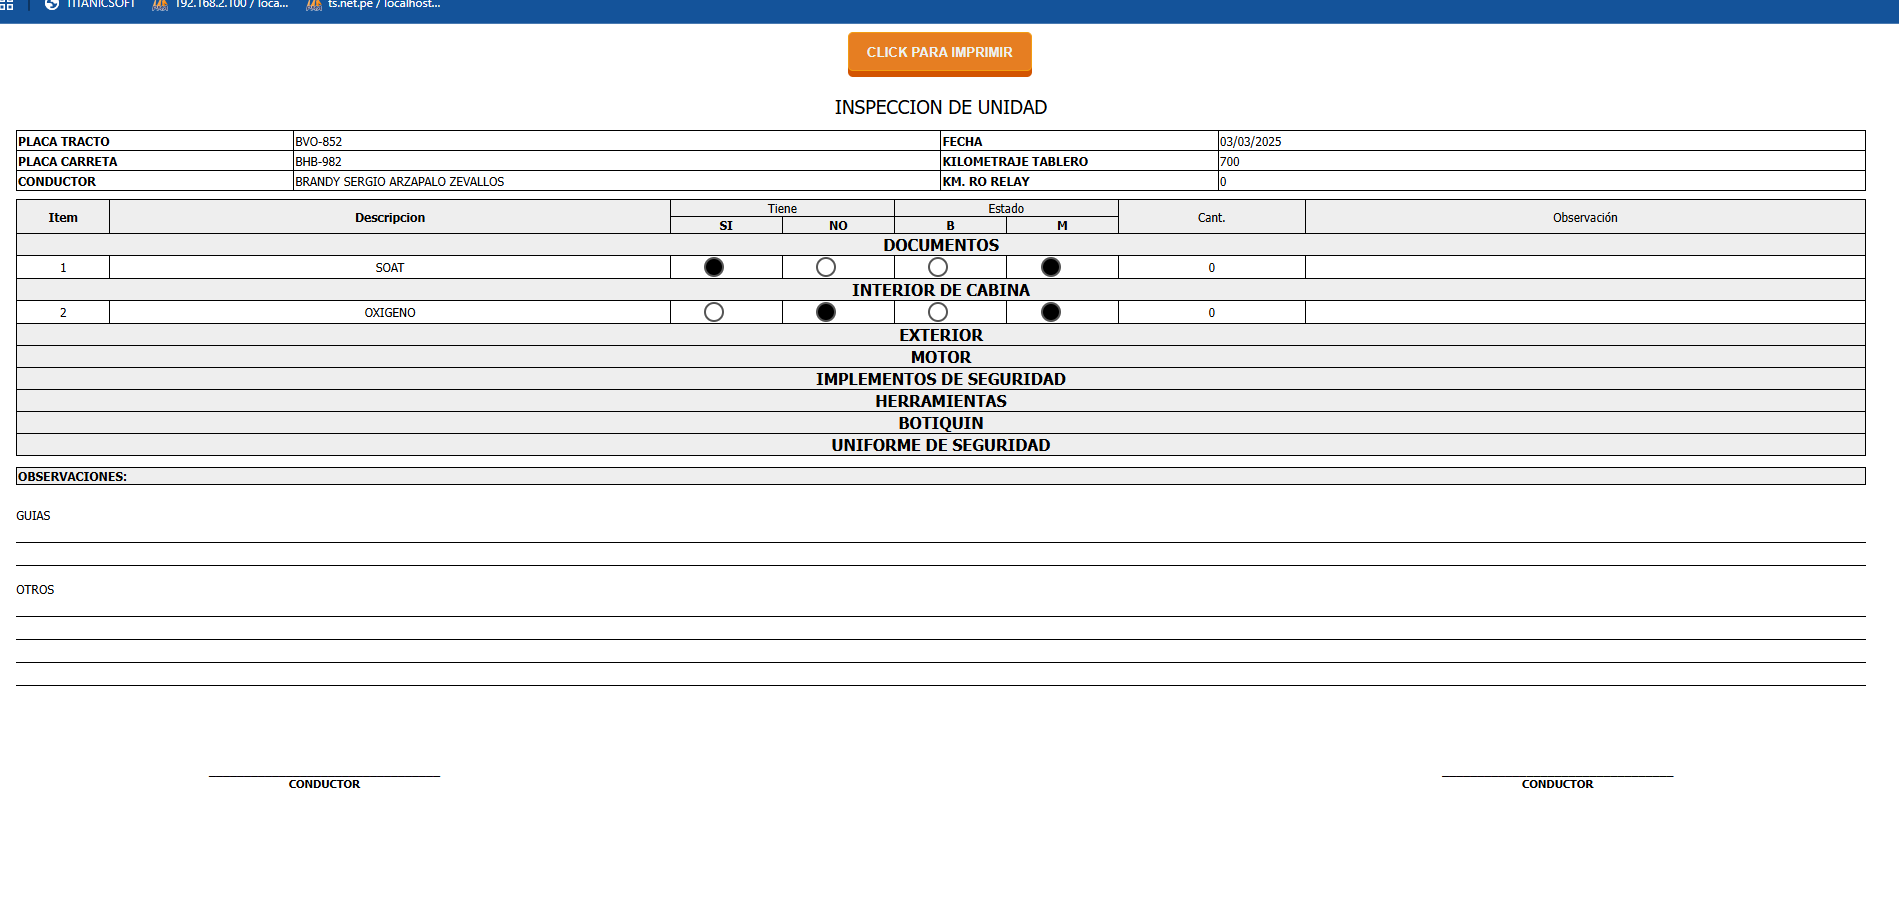 TITANICSOFT 192.168.2.100 / loca... ts.net.pe / localhost...
CLICK PARA IMPRIMIR
INSPECCION DE UNIDAD
PLACA TRACTO BVO-852 FECHA 03/03/2025
PLACA CARRETA BHB-982 KILOMETRAJE TABLERO 700
CONDUCTOR BRANDY SERGIO ARZAPALO ZEVALLOS KM. RO RELAY 0
Item Descripcion Tiene Estado Cant. Observación
SI NO B M
DOCUMENTOS
1 SOAT 0
INTERIOR DE CABINA
2 OXIGENO 0
EXTERIOR
MOTOR
IMPLEMENTOS DE SEGURIDAD
HERRAMIENTAS
BOTIQUIN
UNIFORME DE SEGURIDAD
OBSERVACIONES:
GUIAS
OTROS
CONDUCTOR CONDUCTOR